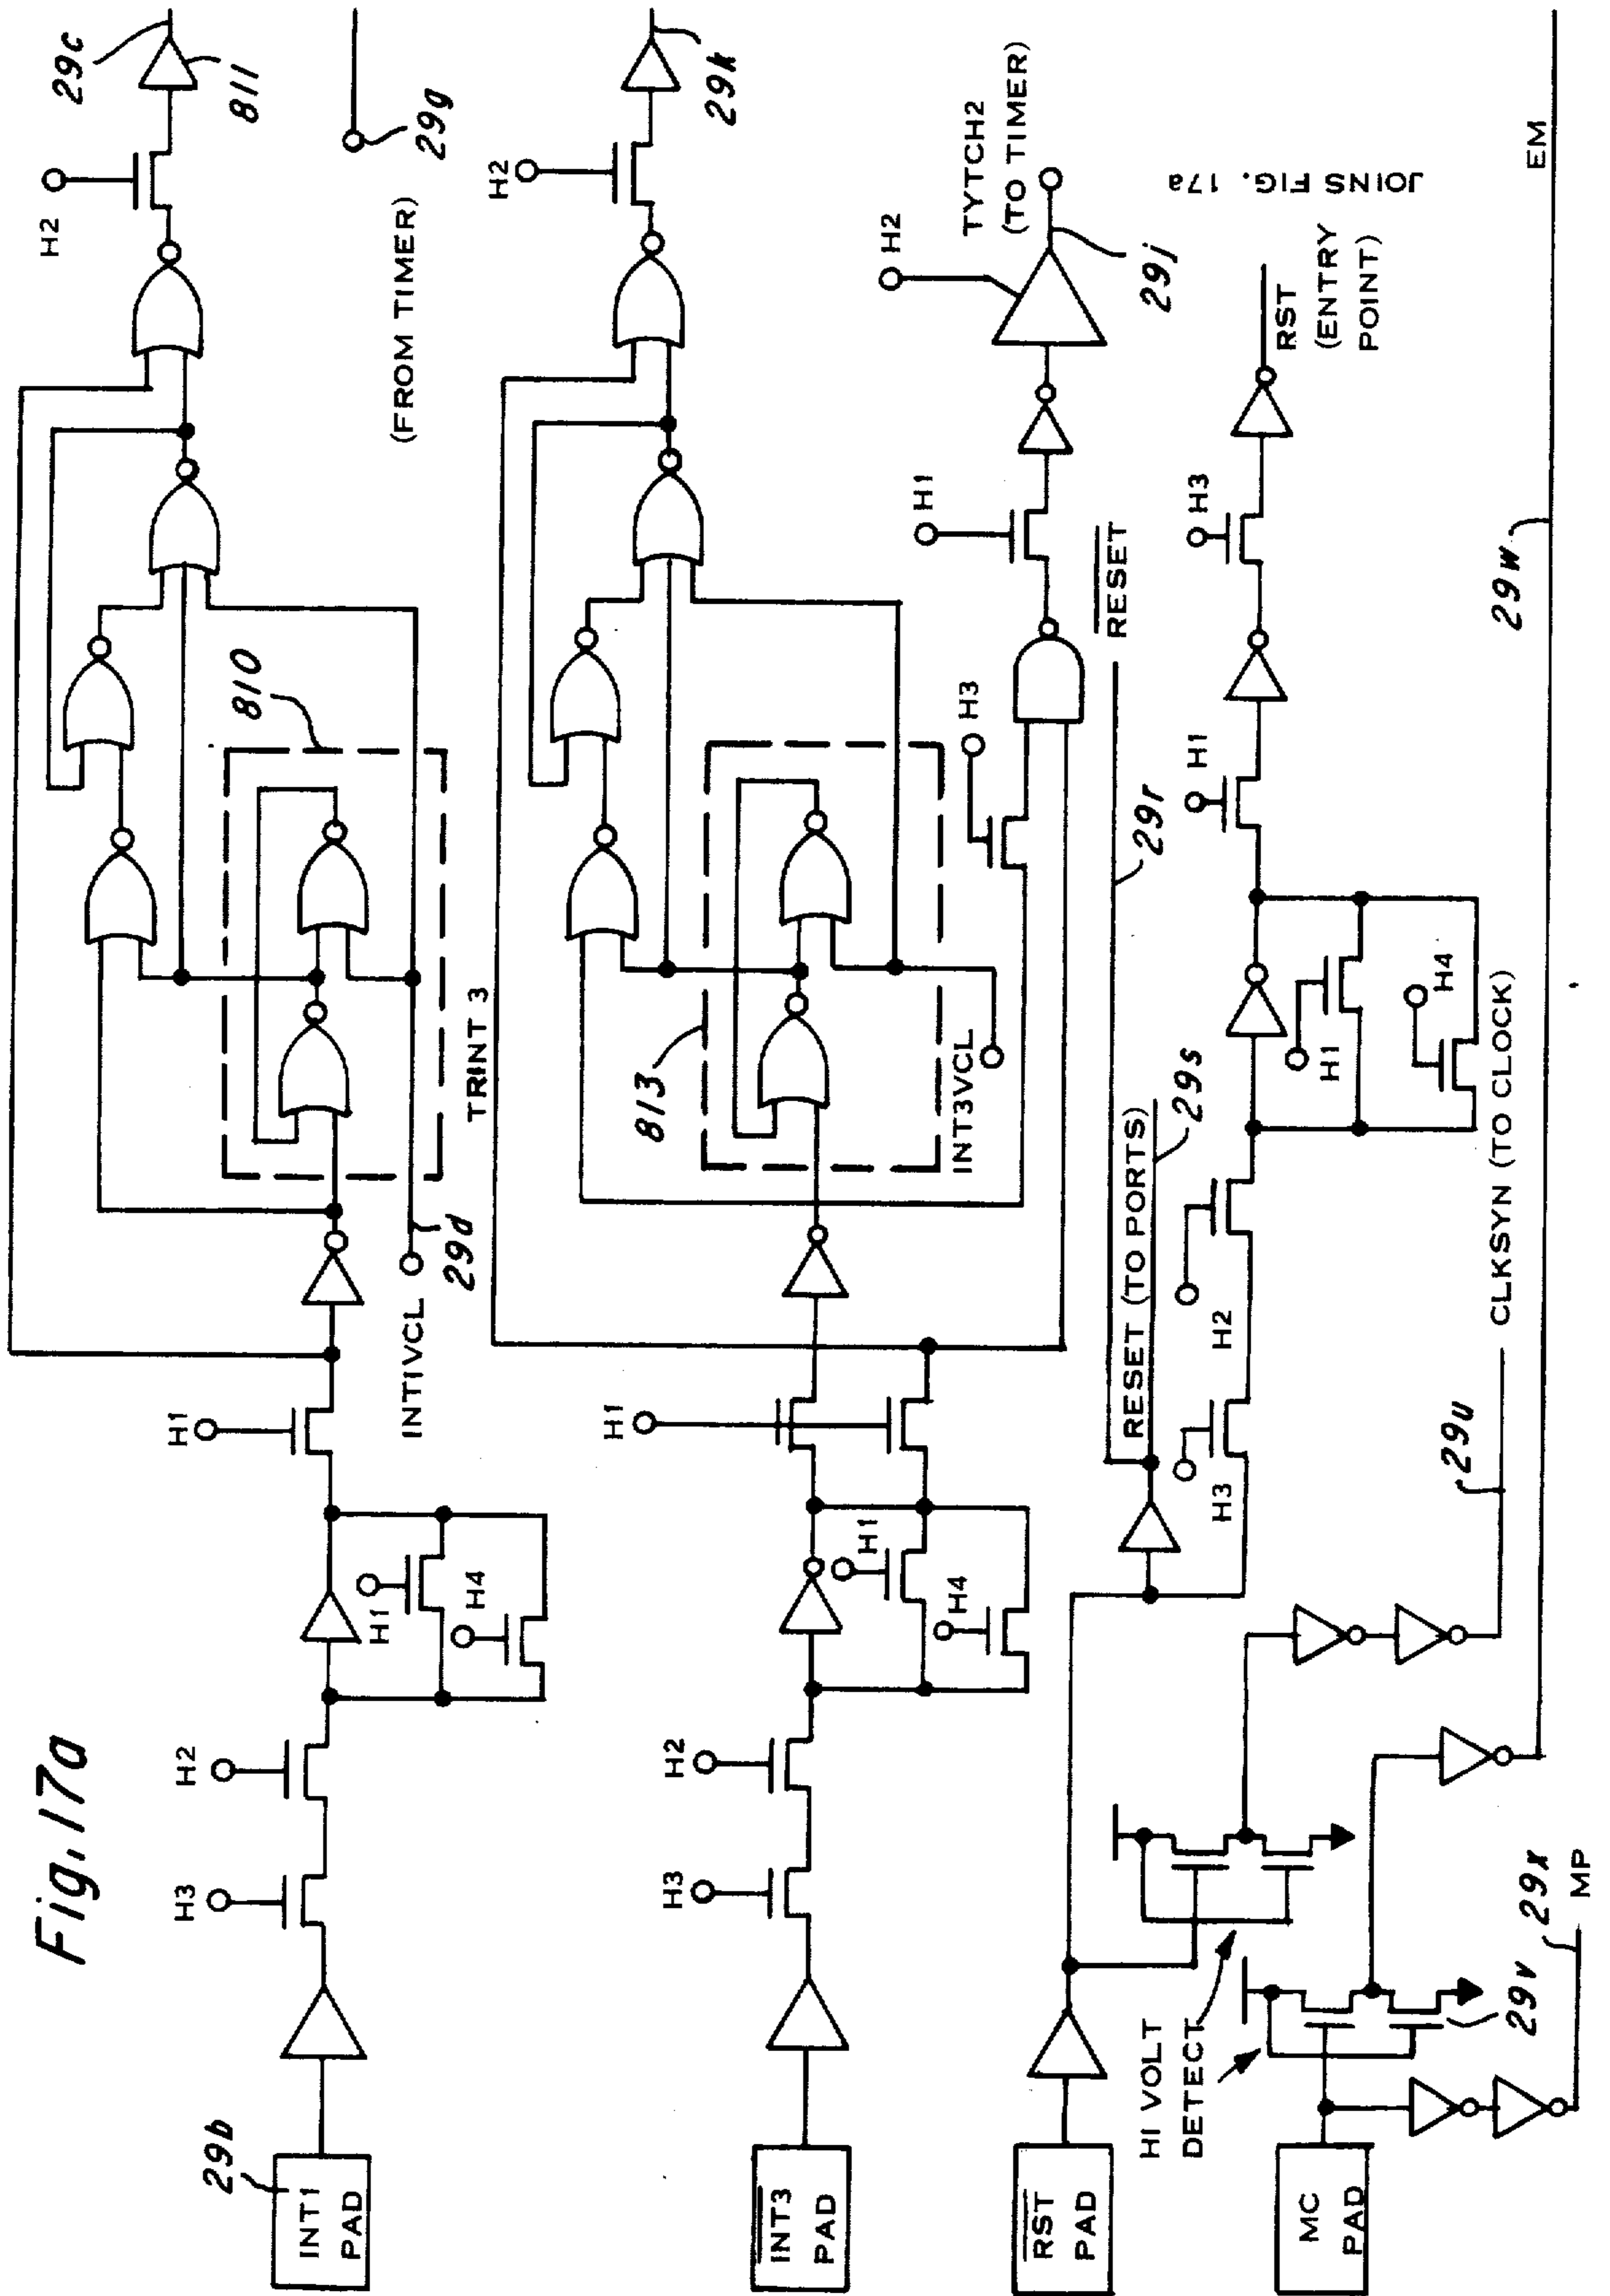 Fig. 17a
29b
INT1
PAD
H3
H2
H1
H4
H1
INTIVCL
29d
810
H2
29c
811
(FROM TIMER)
29g
TRINT 3
INT3
PAD
H3
H2
H1
H4
H1
813
INT3VCL
H3
H1
H2
H2
29k
TYTCH2
(TO TIMER)
29j
RST
PAD
RESET (TO PORTS)
29s
29r
RESET
H3
H2
H1
H4
H1
H3
RST
(ENTRY
POINT)
JOINS FIG. 17a
HI VOLT
DETECT
29u
CLKSYN (TO CLOCK)
MC
PAD
29v
29x
MP
29w
EM